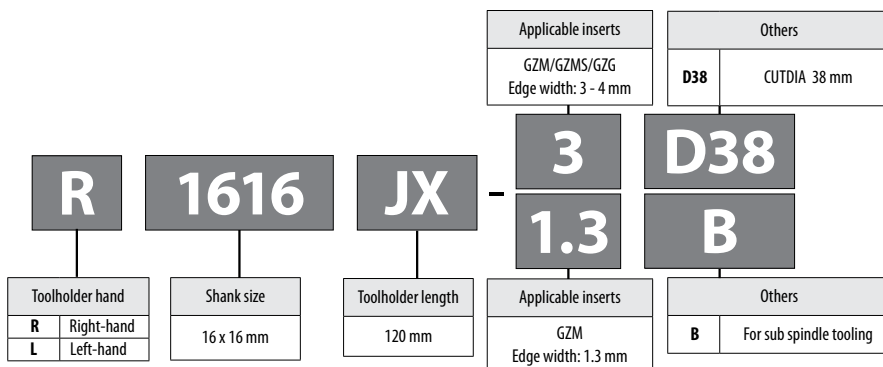 Applicable inserts
GZM/GZMS/GZG
Edge width: 3 - 4 mm
Others
D38 CUTDIA 38 mm
R 1616 JX - 3 D38
1.3 B
Toolholder hand
R Right-hand
L Left-hand
Shank size
16 x 16 mm
Toolholder length
120 mm
Applicable inserts
GZM
Edge width: 1.3 mm
Others
B For sub spindle tooling